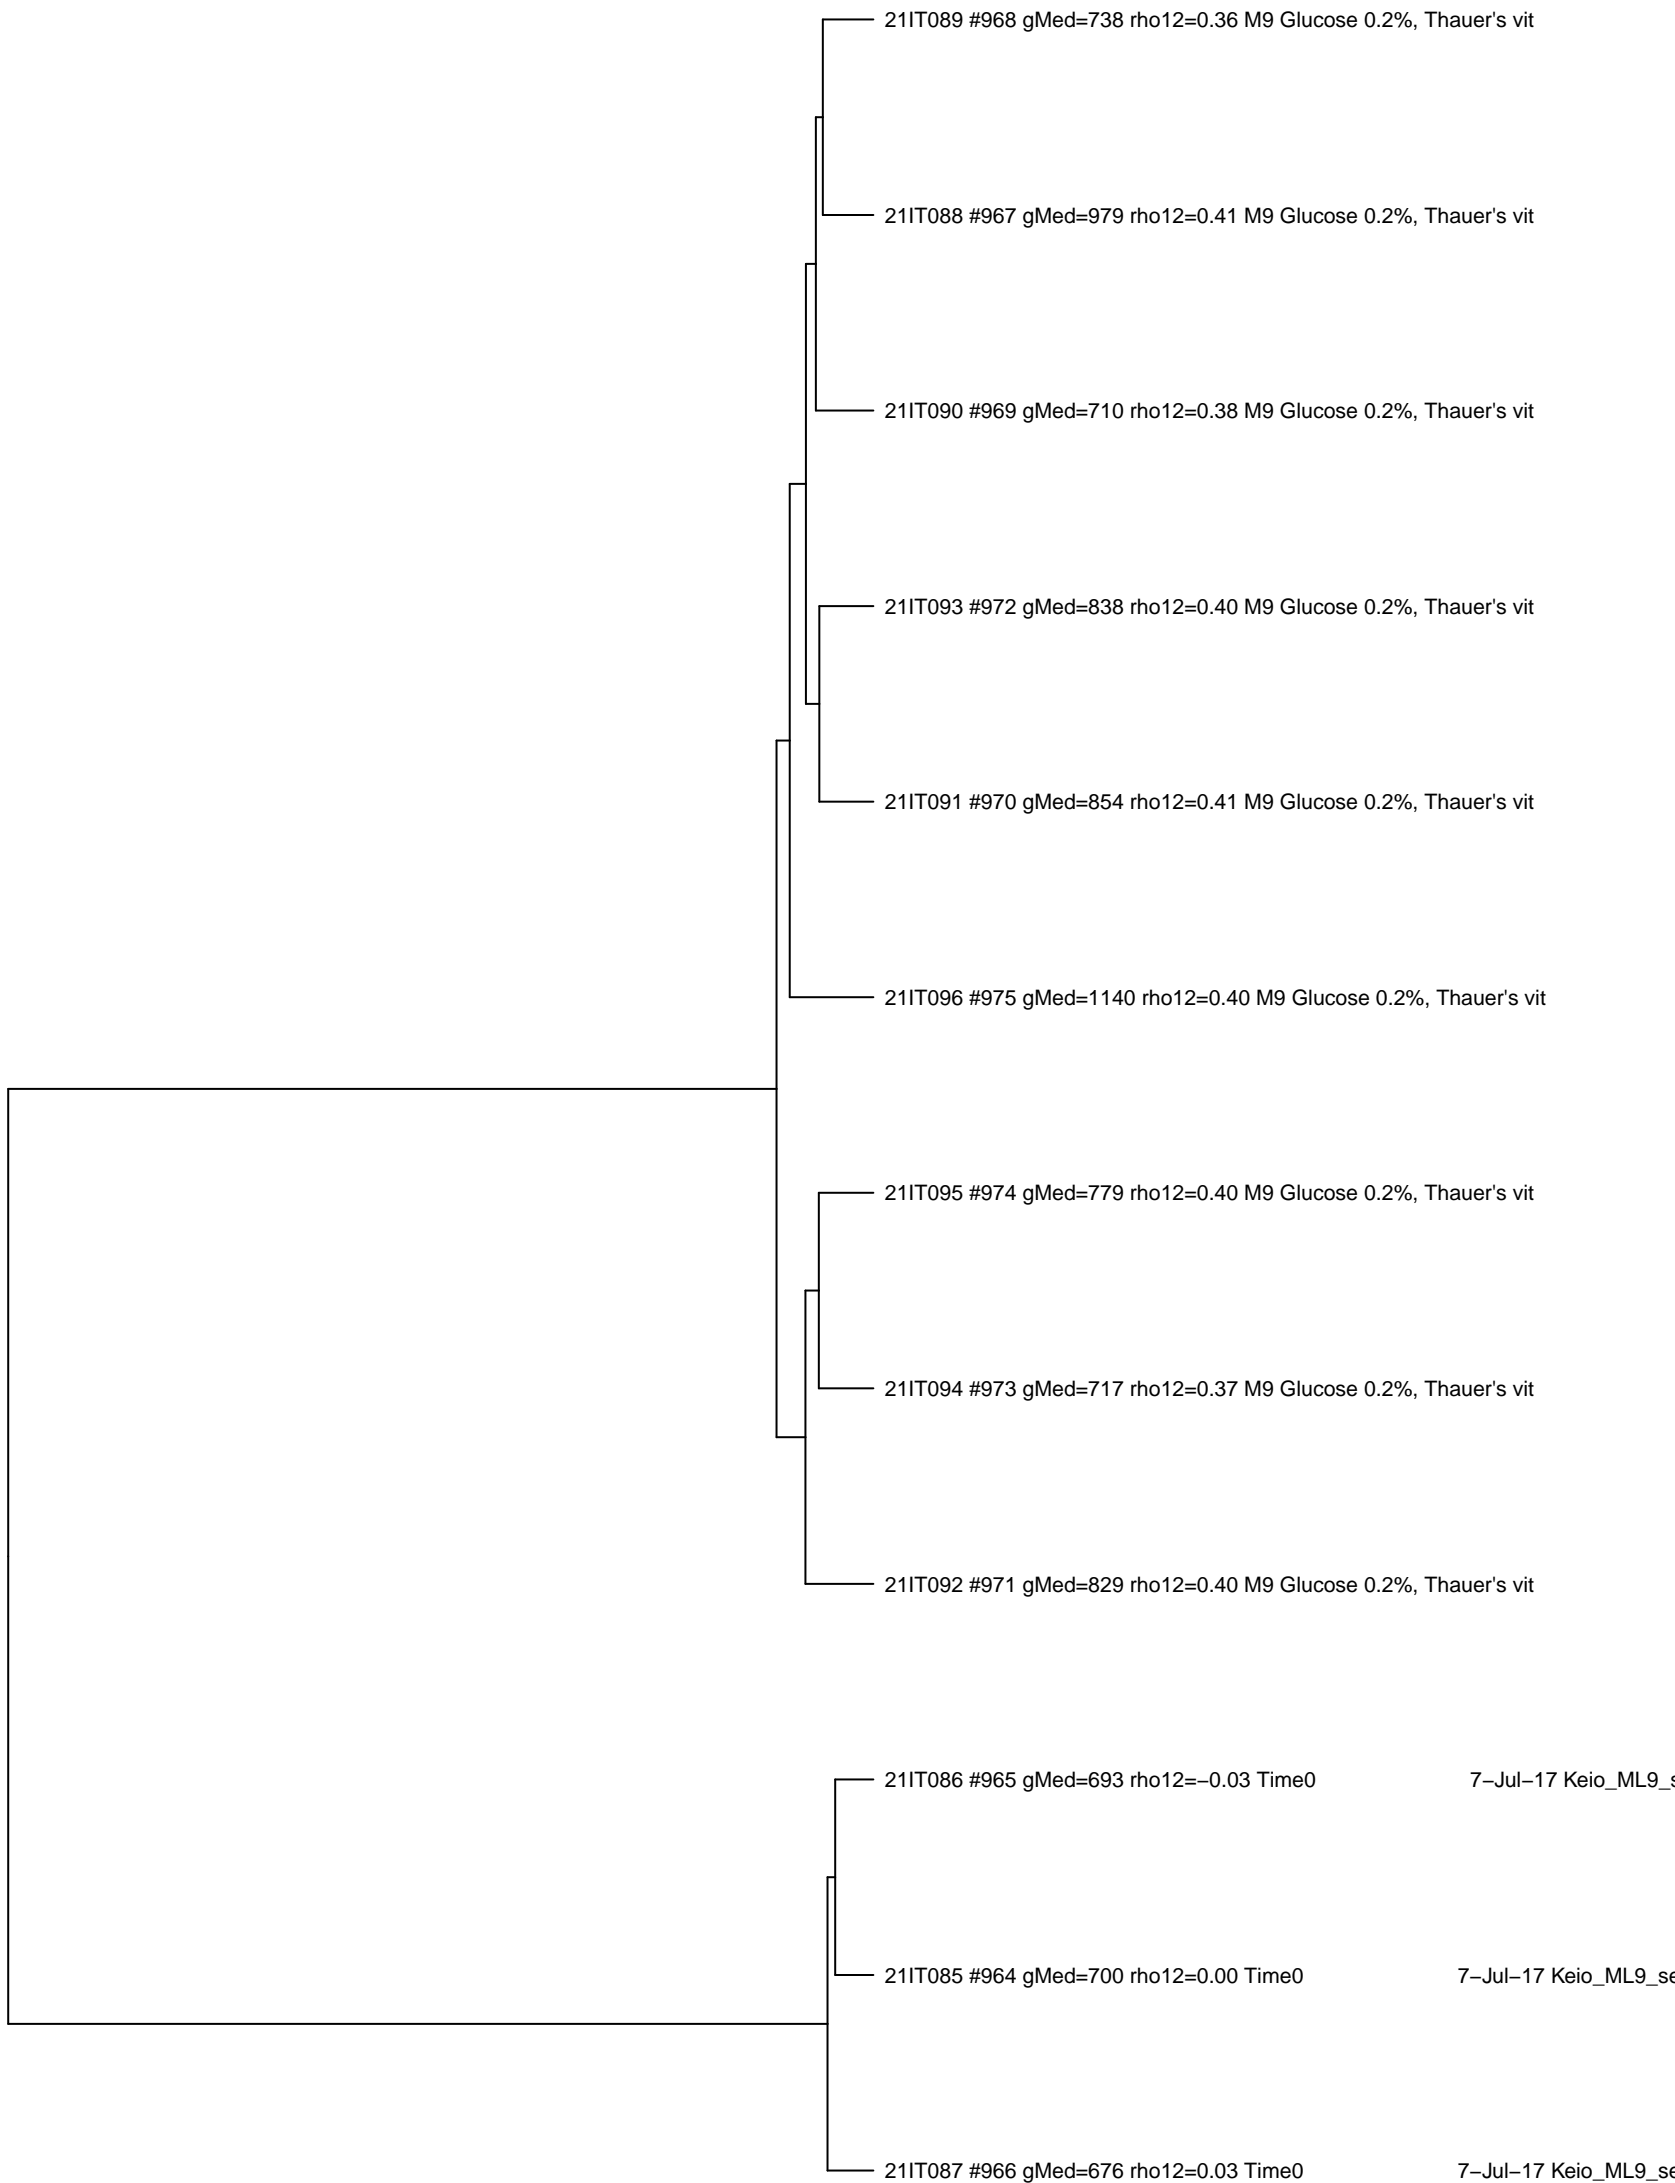 21IT089 #968 gMed=738 rho12=0.36 M9 Glucose 0.2%, Thauer's vit
21IT088 #967 gMed=979 rho12=0.41 M9 Glucose 0.2%, Thauer's vit
21IT090 #969 gMed=710 rho12=0.38 M9 Glucose 0.2%, Thauer's vit
21IT093 #972 gMed=838 rho12=0.40 M9 Glucose 0.2%, Thauer's vit
21IT091 #970 gMed=854 rho12=0.41 M9 Glucose 0.2%, Thauer's vit
21IT096 #975 gMed=1140 rho12=0.40 M9 Glucose 0.2%, Thauer's vit
21IT095 #974 gMed=779 rho12=0.40 M9 Glucose 0.2%, Thauer's vit
21IT094 #973 gMed=717 rho12=0.37 M9 Glucose 0.2%, Thauer's vit
21IT092 #971 gMed=829 rho12=0.40 M9 Glucose 0.2%, Thauer's vit
21IT086 #965 gMed=693 rho12=−0.03 Time0 7−Jul−17 Keio_ML9_s
21IT085 #964 gMed=700 rho12=0.00 Time0 7−Jul−17 Keio_ML9_se
21IT087 #966 gMed=676 rho12=0.03 Time0 7−Jul−17 Keio_ML9_se